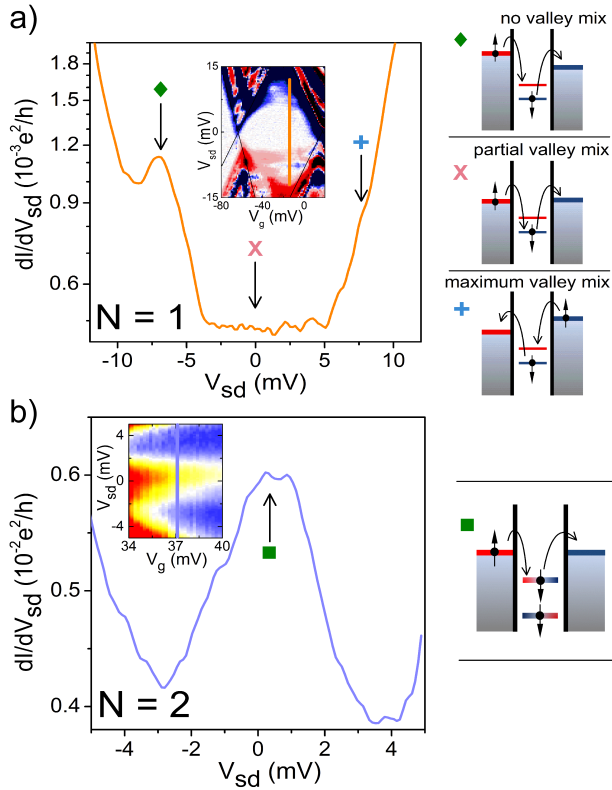 a)
no valley mix
1.8
1.5
1.2
0.9
0.6
dI/dVsd (10-3e2/h)
15
0
-15
Vsd (mV)
-80
-40
0
Vg (mV)
X
N = 1
-10
-5
0
5
10
Vsd (mV)
partial valley mix
X
maximum valley mix
b)
0.6
0.5
0.4
dI/dVsd (10-2e2/h)
4
2
0
-2
-4
Vsd (mV)
34
37
40
Vg (mV)
N = 2
-4
-2
0
2
4
Vsd (mV)